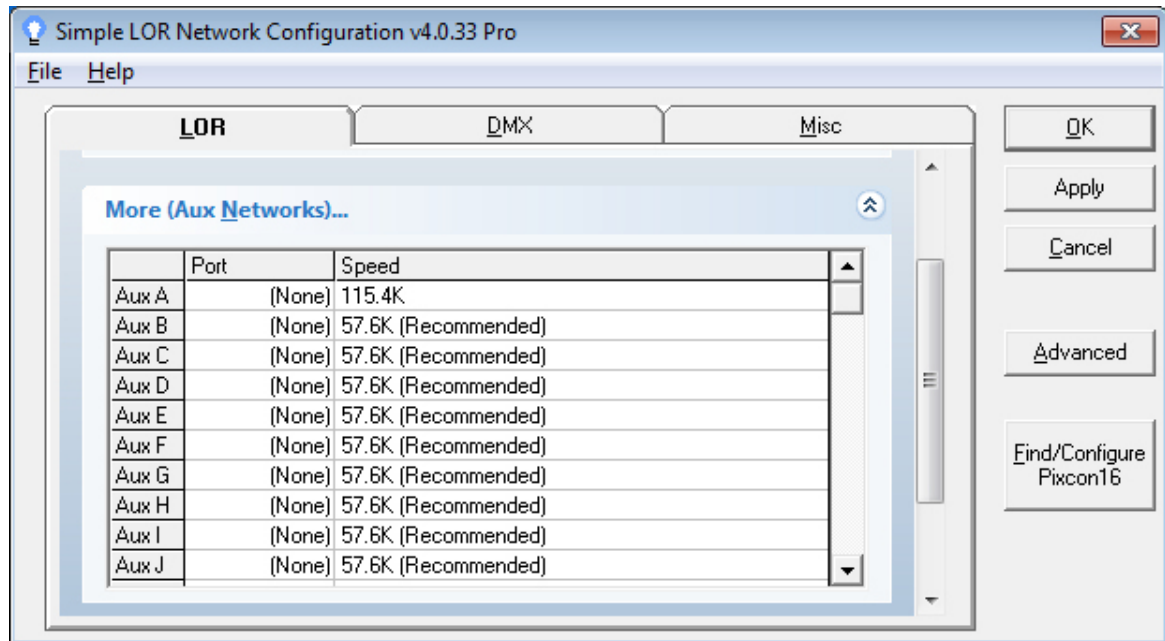 Simple LOR Network Configuration v4.0.33 Pro
File Help
LOR DMX Misc
OK
Apply
Cancel
Advanced
Find/Configure
Pixcon16
More (Aux Networks)...
Port Speed
Aux A (None) 115.4K
Aux B (None) 57.6K (Recommended)
Aux C (None) 57.6K (Recommended)
Aux D (None) 57.6K (Recommended)
Aux E (None) 57.6K (Recommended)
Aux F (None) 57.6K (Recommended)
Aux G (None) 57.6K (Recommended)
Aux H (None) 57.6K (Recommended)
Aux I (None) 57.6K (Recommended)
Aux J (None) 57.6K (Recommended)